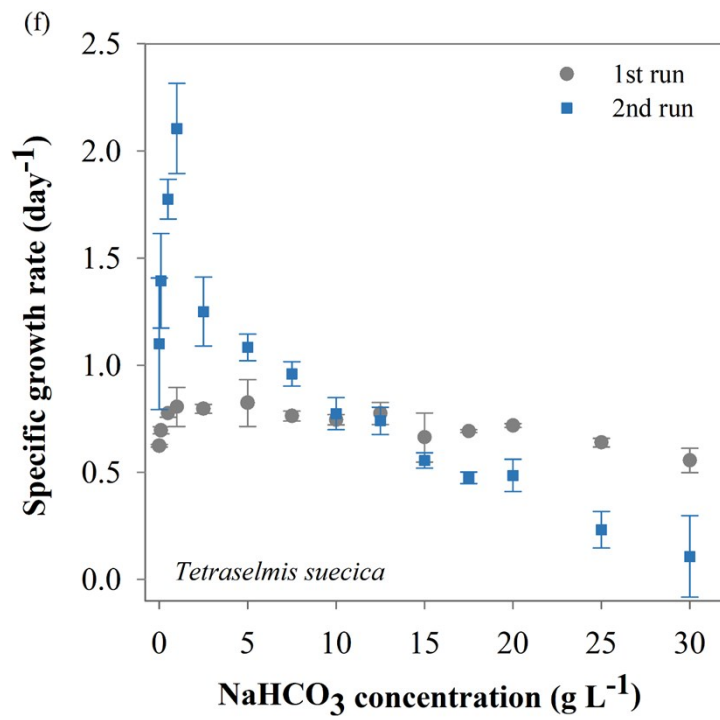 (f)
2.5
2.0
1.5
1.0
0.5
0.0
Specific growth rate (day-1)
1st run
2nd run
Tetraselmis suecica
0 5 10 15 20 25 30
NaHCO3 concentration (g L-1)